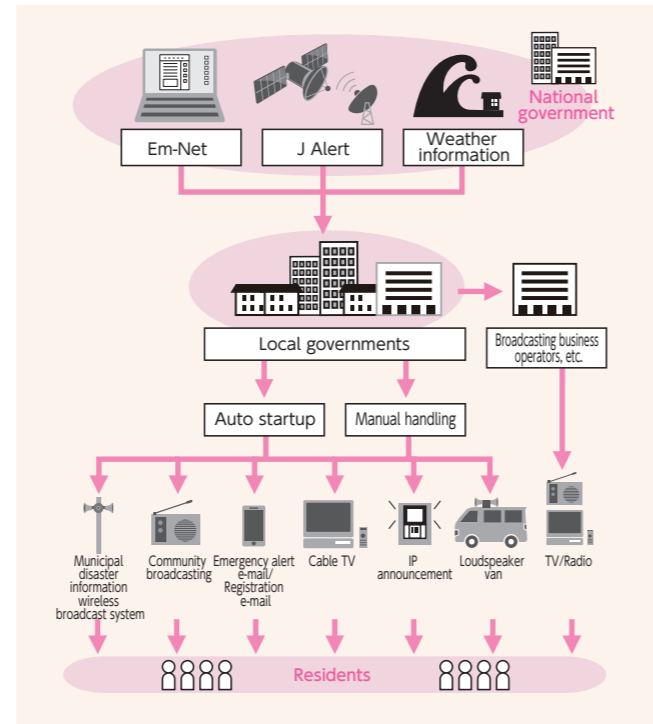 National
government
Em-Net
J Alert
Weather
information
Local governments
Broadcasting business
operators, etc.
Auto startup
Manual handling
Municipal
disaster
information
wireless
broadcast system
Community
broadcasting
Emergency alert
e-mail/
Registration
e-mail
Cable TV
IP
announcement
Loudspeaker
van
TV/Radio
Residents